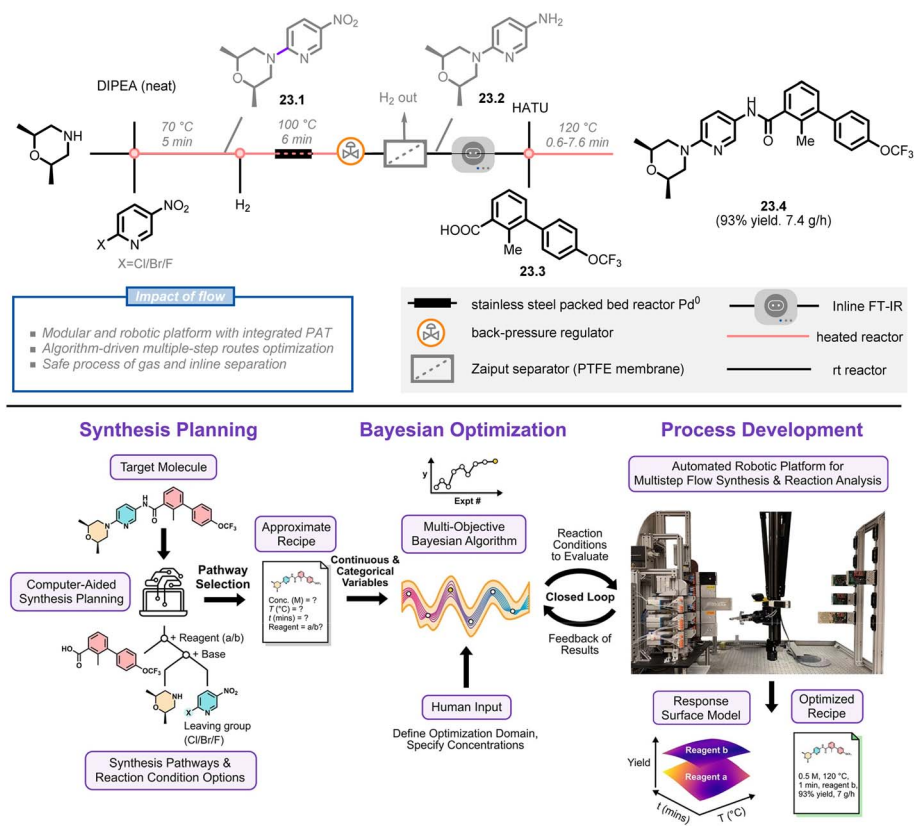 DIPEA (neat)
NH
O
70 °C
5 min
X
N
NO₂
X=Cl/Br/F
O
N
N
NO₂
23.1
H₂
100 °C
6 min
H₂ out
O
N
N
NH₂
23.2
HATU
HOOC
Me
OCF₃
23.3
120 °C
0.6-7.6 min
O
N
N
H
N
O
Me
OCF₃
23.4
(93% yield. 7.4 g/h)
Impact of flow
■ Modular and robotic platform with integrated PAT
■ Algorithm-driven multiple-step routes optimization
■ Safe process of gas and inline separation
stainless steel packed bed reactor Pd⁰
back-pressure regulator
Zaiput separator (PTFE membrane)
Inline FT-IR
heated reactor
rt reactor
Synthesis Planning
Target Molecule
O
N
N
H
N
O
OCF₃
Computer-Aided
Synthesis Planning
Pathway
Selection
Approximate
Recipe
Conc. (M) = ?
T (°C) = ?
t (mins) = ?
Reagent = a/b?
+ Reagent (a/b)
+ Base
HO
O
OCF₃
NH
O
X
N
NO₂
Leaving group
(Cl/Br/F)
Synthesis Pathways &
Reaction Condition Options
Bayesian Optimization
y
Expt #
Multi-Objective
Bayesian Algorithm
Continuous &
Categorical
Variables
Human Input
Define Optimization Domain,
Specify Concentrations
Reaction
Conditions
to Evaluate
Closed Loop
Feedback of
Results
Process Development
Automated Robotic Platform for
Multistep Flow Synthesis & Reaction Analysis
Response
Surface Model
Yield
Reagent b
Reagent a
t (mins)
T (°C)
Optimized
Recipe
0.5 M, 120 °C,
1 min, reagent b,
93% yield, 7 g/h